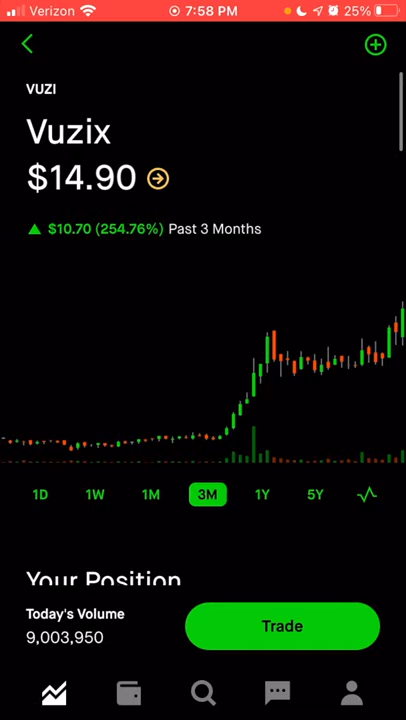 Verizon 7:58 PM 25%
VUZI
Vuzix
$14.90
$10.70 (254.76%) Past 3 Months
1D 1W 1M 3M 1Y 5Y
Your Position
Today's Volume
9,003,950
Trade